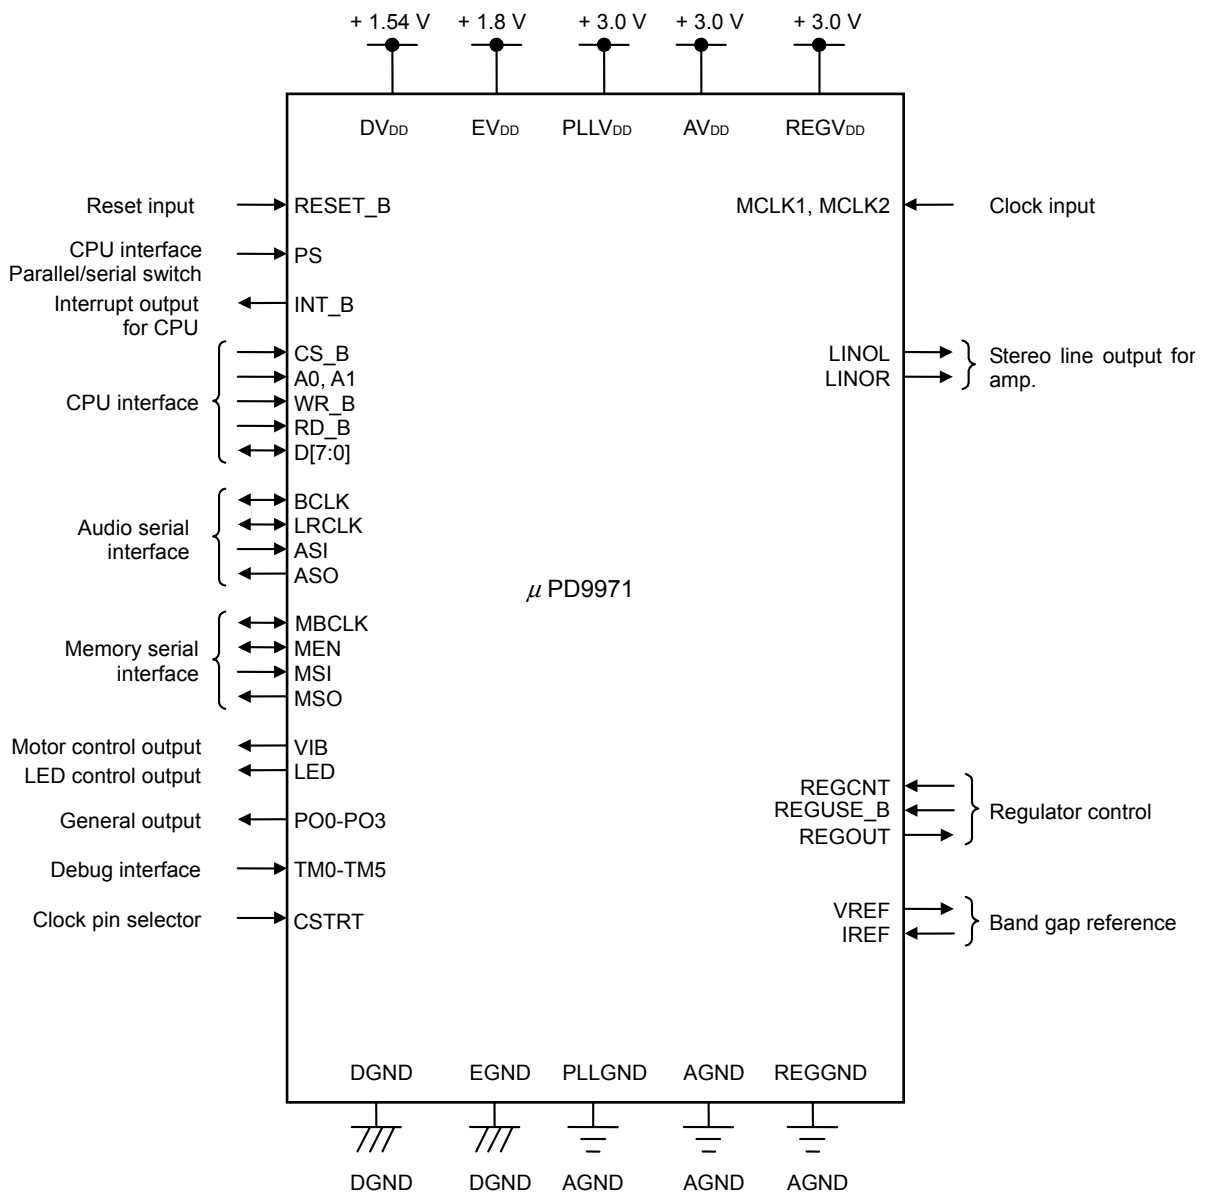 + 1.54 V + 1.8 V + 3.0 V + 3.0 V + 3.0 V
DVDD EVDD PLLVDD AVDD REGVDD
Reset input RESET_B MCLK1, MCLK2 Clock input
CPU interface
Parallel/serial switch
PS
Interrupt output
for CPU
INT_B
CPU interface
CS_B
A0, A1
WR_B
RD_B
D[7:0]
LINOL
LINOR
Stereo line output for
amp.
Audio serial
interface
BCLK
LRCLK
ASI
ASO
μ PD9971
Memory serial
interface
MBCLK
MEN
MSI
MSO
Motor control output VIB
LED control output LED
General output PO0-PO3
Debug interface TM0-TM5
Clock pin selector CSTRT
REGCNT
REGUSE_B
REGOUT
Regulator control
VREF
IREF
Band gap reference
DGND EGND PLLGND AGND REGGND
DGND DGND AGND AGND AGND